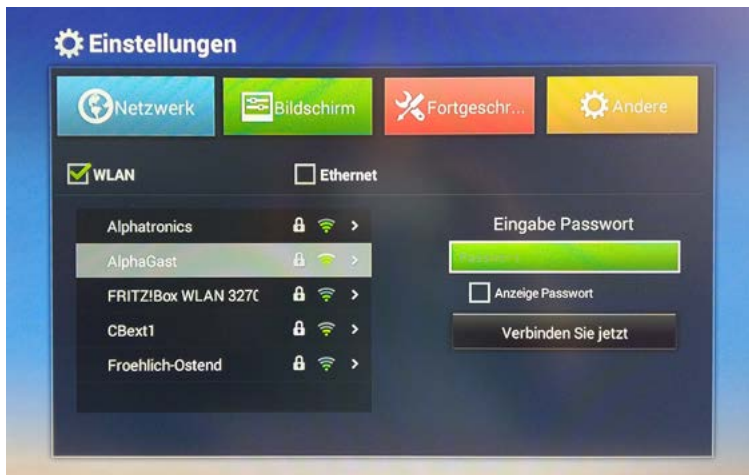 Einstellungen
Netzwerk
Bildschirm
Fortgeschr...
Andere
WLAN
Ethernet
Alphatronics
AlphaGast
FRITZ!Box WLAN 327(
CBext1
Froehlich-Ostend
Eingabe Passwort
Anzeige Passwort
Verbinden Sie jetzt